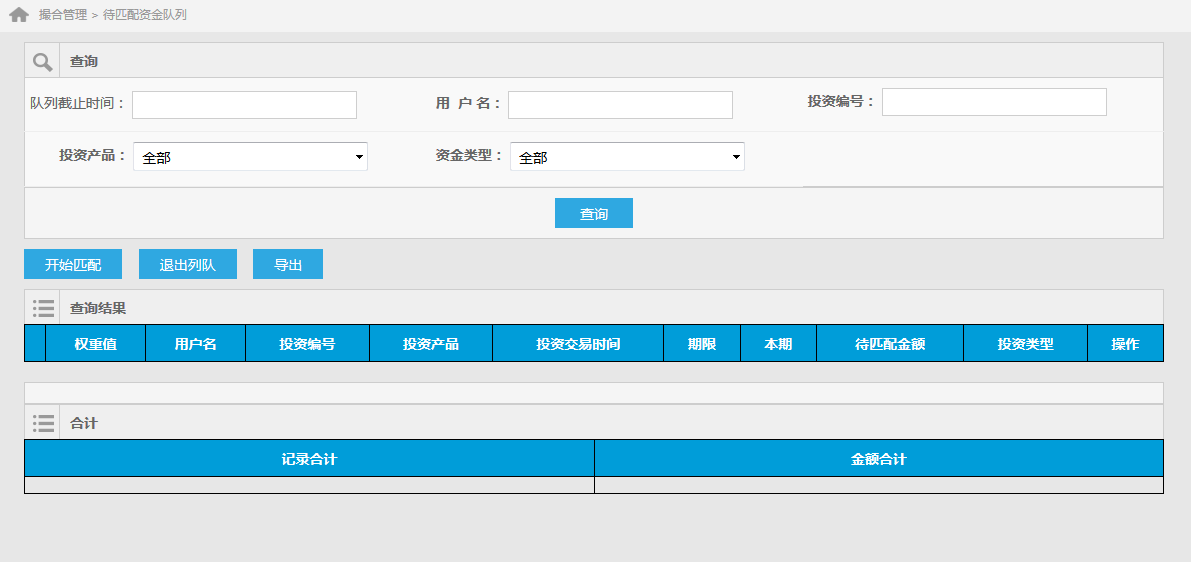 撮合管理 > 待匹配资金队列
查询
队列截止时间： 用 户 名： 投资编号：
投资产品： 全部 资金类型： 全部
查询
开始匹配 退出列队 导出
查询结果
权重值 用户名 投资编号 投资产品 投资交易时间 期限 本期 待匹配金额 投资类型 操作
合计
记录合计 金额合计